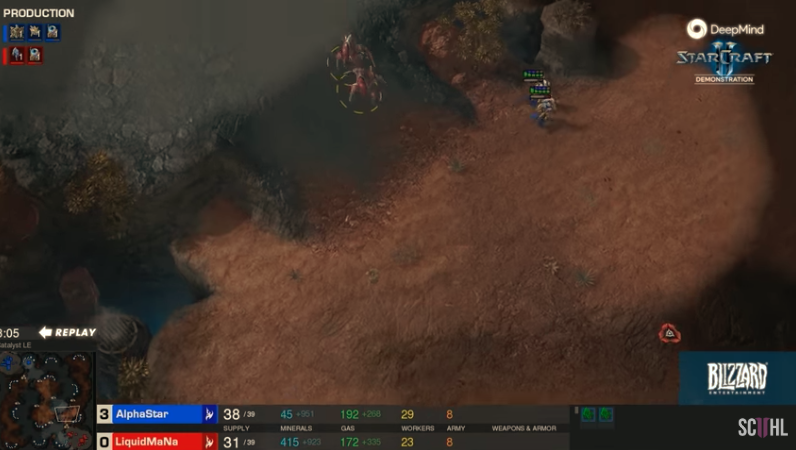 PRODUCTION
DeepMind
STARCRAFT
II
DEMONSTRATION
3:05
REPLAY
atalyst LE
BLIZZARD
ENTERTAINMENT
3 AlphaStar 38 /39 45 +951 192 +268 29 8
SUPPLY MINERALS GAS WORKERS ARMY WEAPONS & ARMOR
0 LiquidMaNa 31 /39 415 +923 172 +335 23 8
SC HL